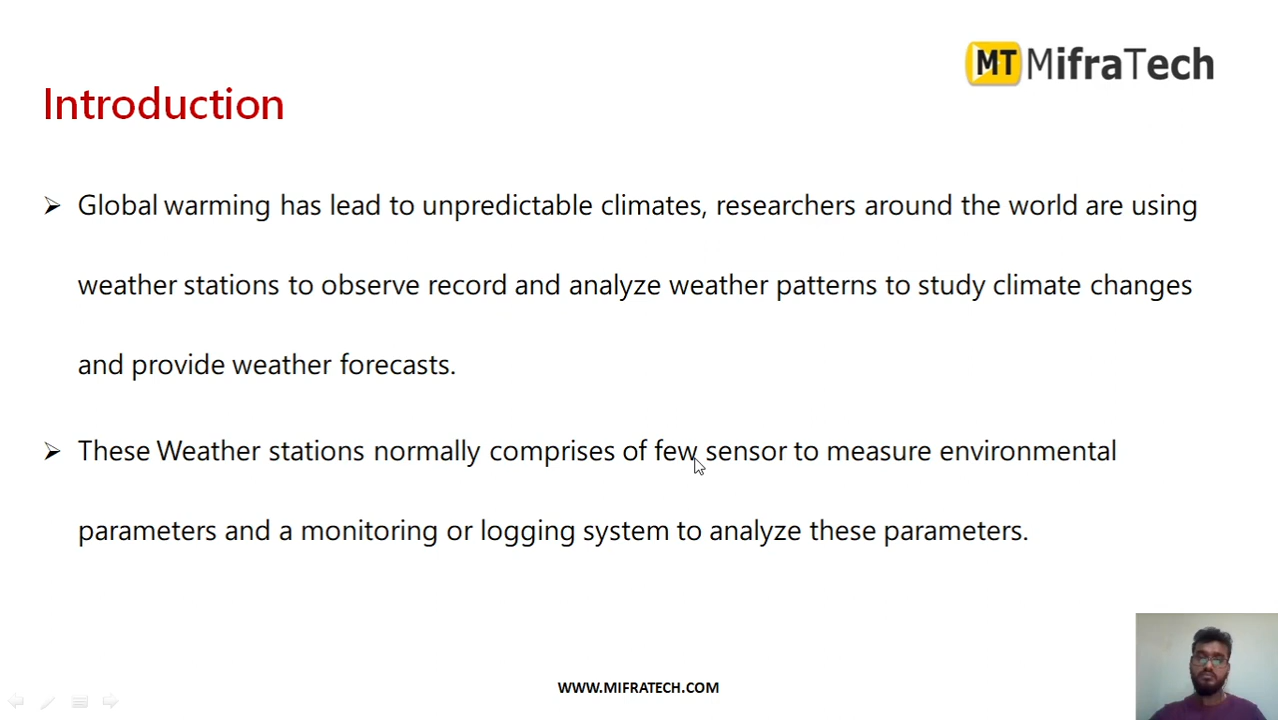 MT MifraTech
Introduction
➢ Global warming has lead to unpredictable climates, researchers around the world are using
weather stations to observe record and analyze weather patterns to study climate changes
and provide weather forecasts.
➢ These Weather stations normally comprises of few sensor to measure environmental
parameters and a monitoring or logging system to analyze these parameters.
WWW.MIFRATECH.COM